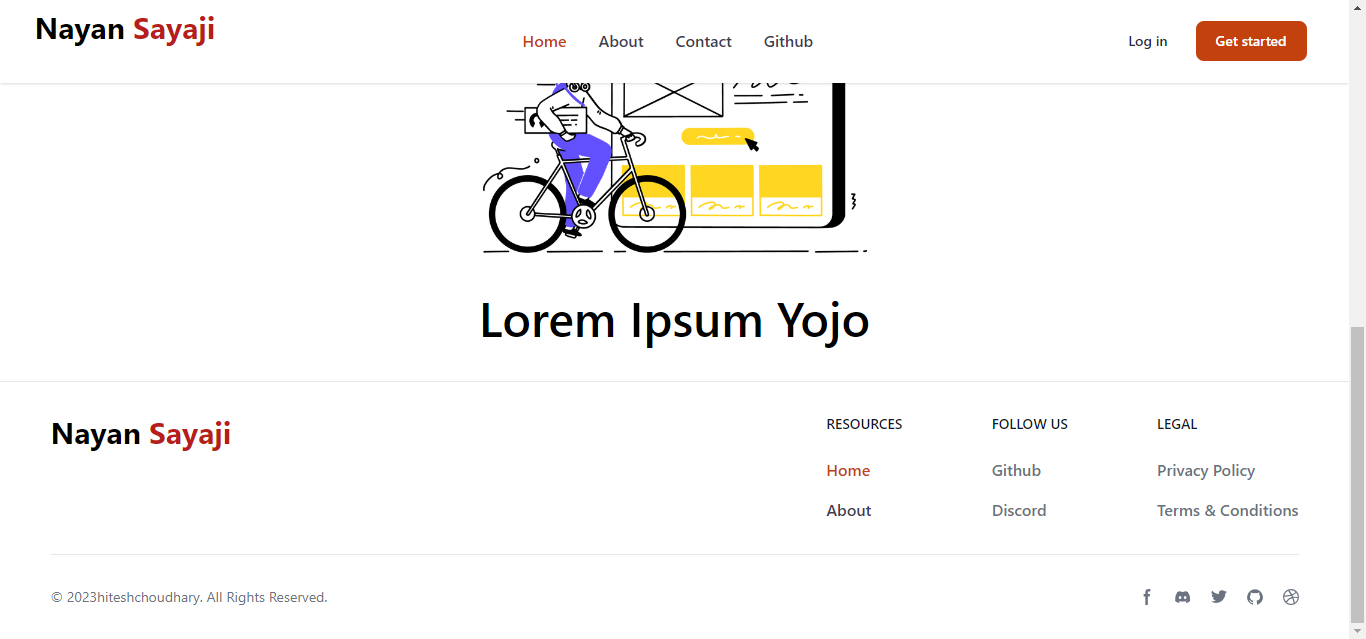 Nayan Sayaji
Home About Contact Github
Log in Get started
Lorem Ipsum Yojo
Nayan Sayaji
RESOURCES
Home
About
FOLLOW US
Github
Discord
LEGAL
Privacy Policy
Terms & Conditions
© 2023hiteshchoudhary. All Rights Reserved.